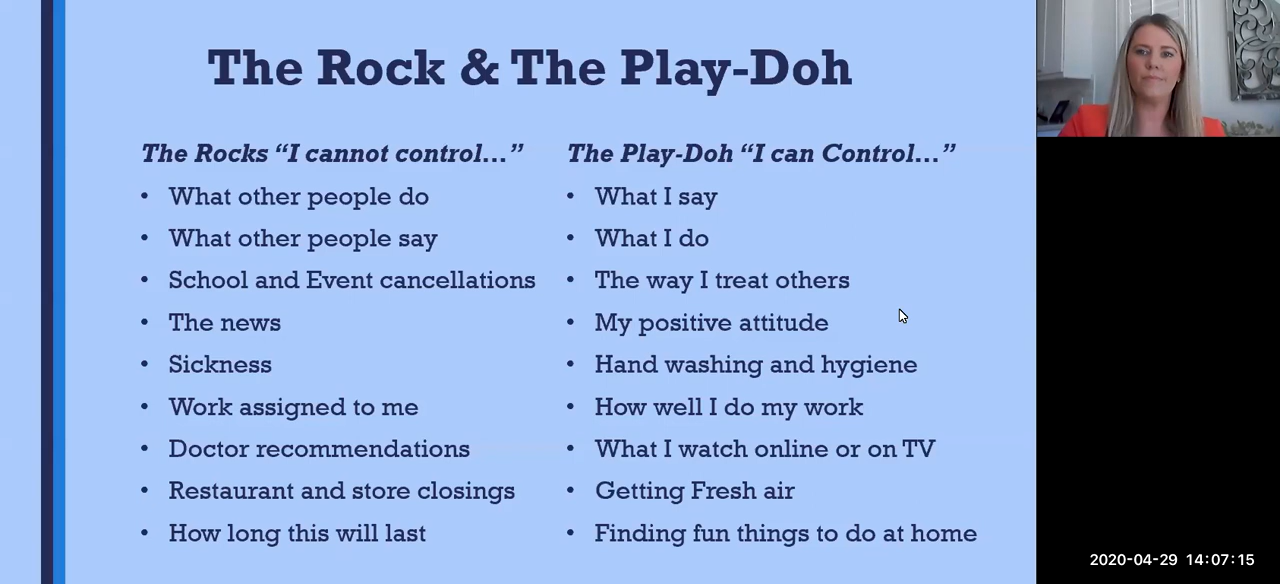 The Rock & The Play-Doh
The Rocks “I cannot control…”
• What other people do
• What other people say
• School and Event cancellations
• The news
• Sickness
• Work assigned to me
• Doctor recommendations
• Restaurant and store closings
• How long this will last
The Play-Doh “I can Control…”
• What I say
• What I do
• The way I treat others
• My positive attitude
• Hand washing and hygiene
• How well I do my work
• What I watch online or on TV
• Getting Fresh air
• Finding fun things to do at home
2020-04-29 14:07:15